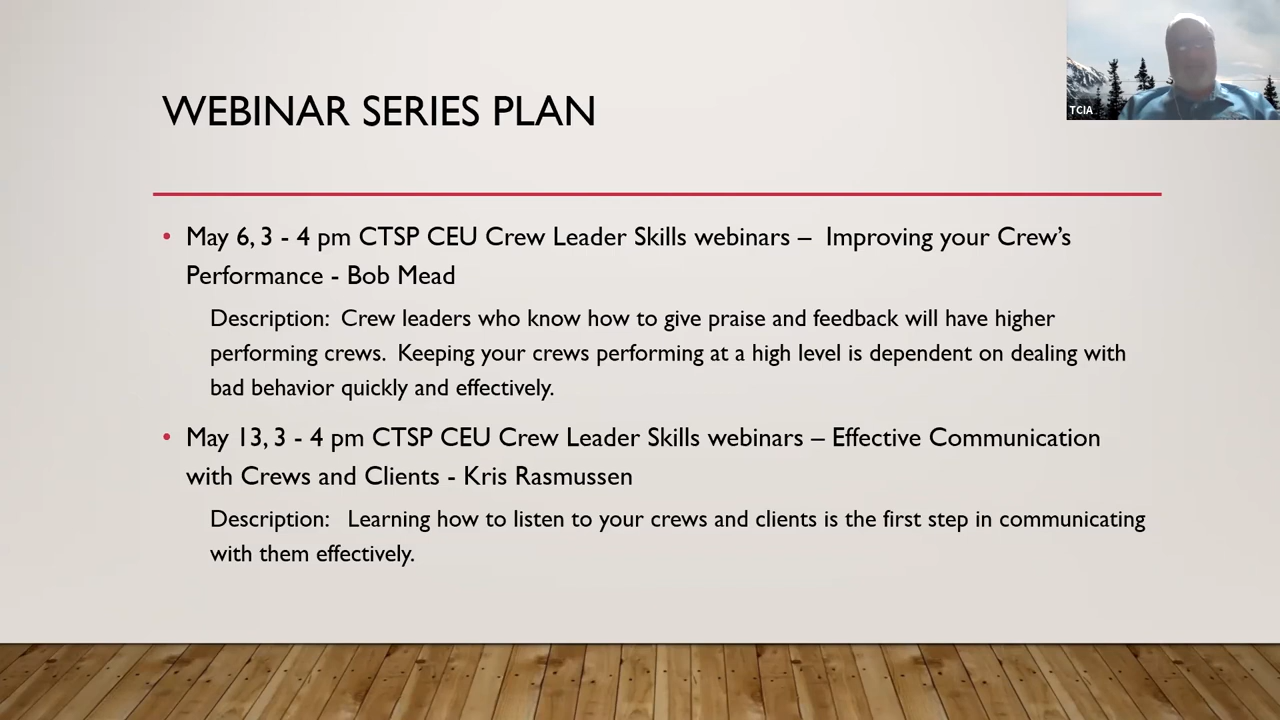 TCIA
WEBINAR SERIES PLAN
• May 6, 3 - 4 pm CTSP CEU Crew Leader Skills webinars – Improving your Crew's
Performance - Bob Mead
Description: Crew leaders who know how to give praise and feedback will have higher
performing crews. Keeping your crews performing at a high level is dependent on dealing with
bad behavior quickly and effectively.
• May 13, 3 - 4 pm CTSP CEU Crew Leader Skills webinars – Effective Communication
with Crews and Clients - Kris Rasmussen
Description: Learning how to listen to your crews and clients is the first step in communicating
with them effectively.